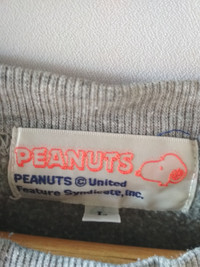 PEANUTS
PEANUTS © United
Feature Syndicate, Inc.